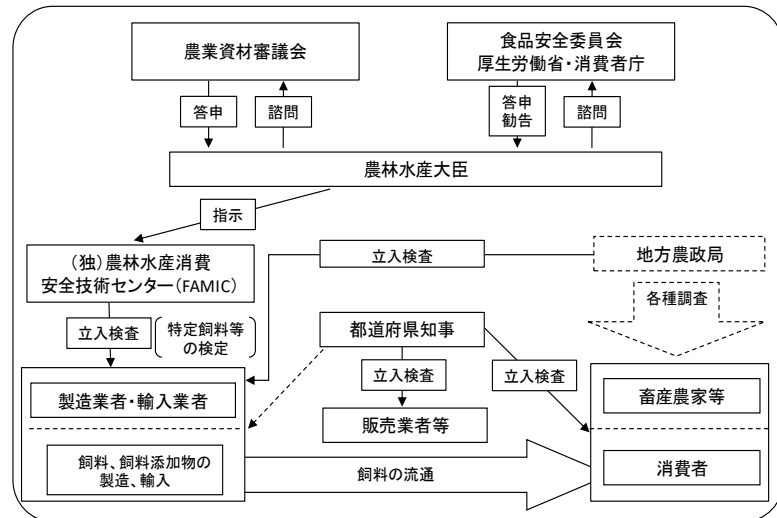 農業資材審議会
食品安全委員会
厚生労働省・消費者庁
答申
諮問
答申
勧告
諮問
農林水産大臣
指示
（独）農林水産消費
安全技術センター（FAMIC）
立入検査
地方農政局
各種調査
立入検査
特定飼料等
の検定
都道府県知事
立入検査
立入検査
製造業者・輸入業者
販売業者等
畜産農家等
飼料、飼料添加物の
製造、輸入
飼料の流通
消費者